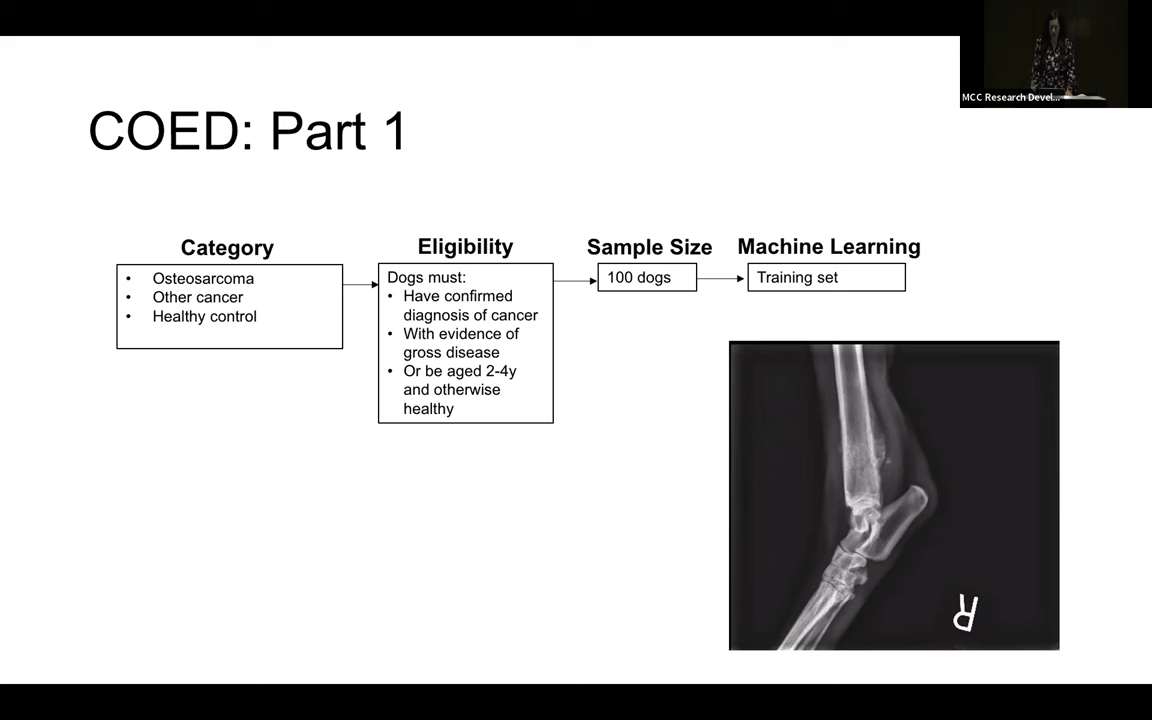 MCC Research Devel...
COED: Part 1
Category
• Osteosarcoma
• Other cancer
• Healthy control
Eligibility
Dogs must:
• Have confirmed
diagnosis of cancer
• With evidence of
gross disease
• Or be aged 2-4y
and otherwise
healthy
Sample Size
100 dogs
Machine Learning
Training set
R